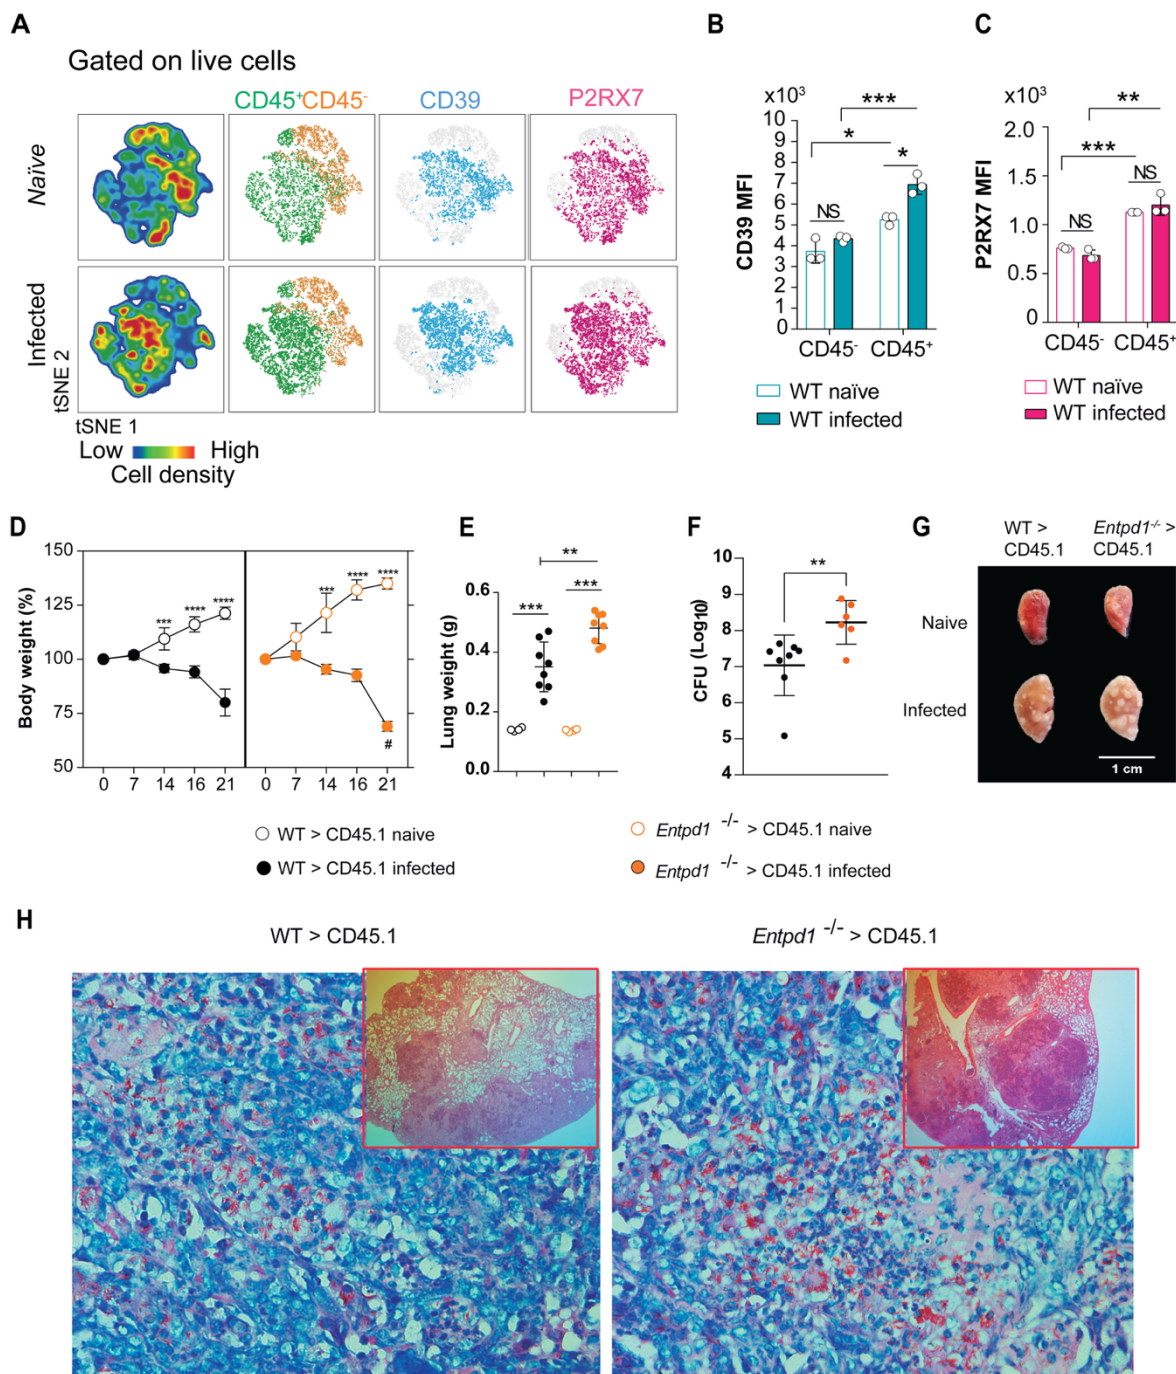 A
Gated on live cells
CD45+ CD45- CD39 P2RX7
Naïve
Infected
tSNE 2
tSNE 1
Low High
Cell density
B
x10³
CD39 MFI
10
9
8
7
6
5
4
3
2
1
0
***
*
*
NS
CD45- CD45+
WT naïve
WT infected
C
x10³
P2RX7 MFI
2.0
1.5
1.0
0.5
0
**
***
NS
NS
CD45- CD45+
WT naïve
WT infected
D
Body weight (%)
150
125
100
75
50
*** **** ****
*** **** ****
#
0 7 14 16 21 0 7 14 16 21
E
Lung weight (g)
0.6
0.4
0.2
0.0
**
*** ***
F
CFU (Log10)
10
9
8
7
6
5
4
**
G
WT > CD45.1
Entpd1-/- > CD45.1
Naive
Infected
1 cm
WT > CD45.1 naive
WT > CD45.1 infected
Entpd1 -/- > CD45.1 naive
Entpd1 -/- > CD45.1 infected
H
WT > CD45.1
Entpd1 -/- > CD45.1